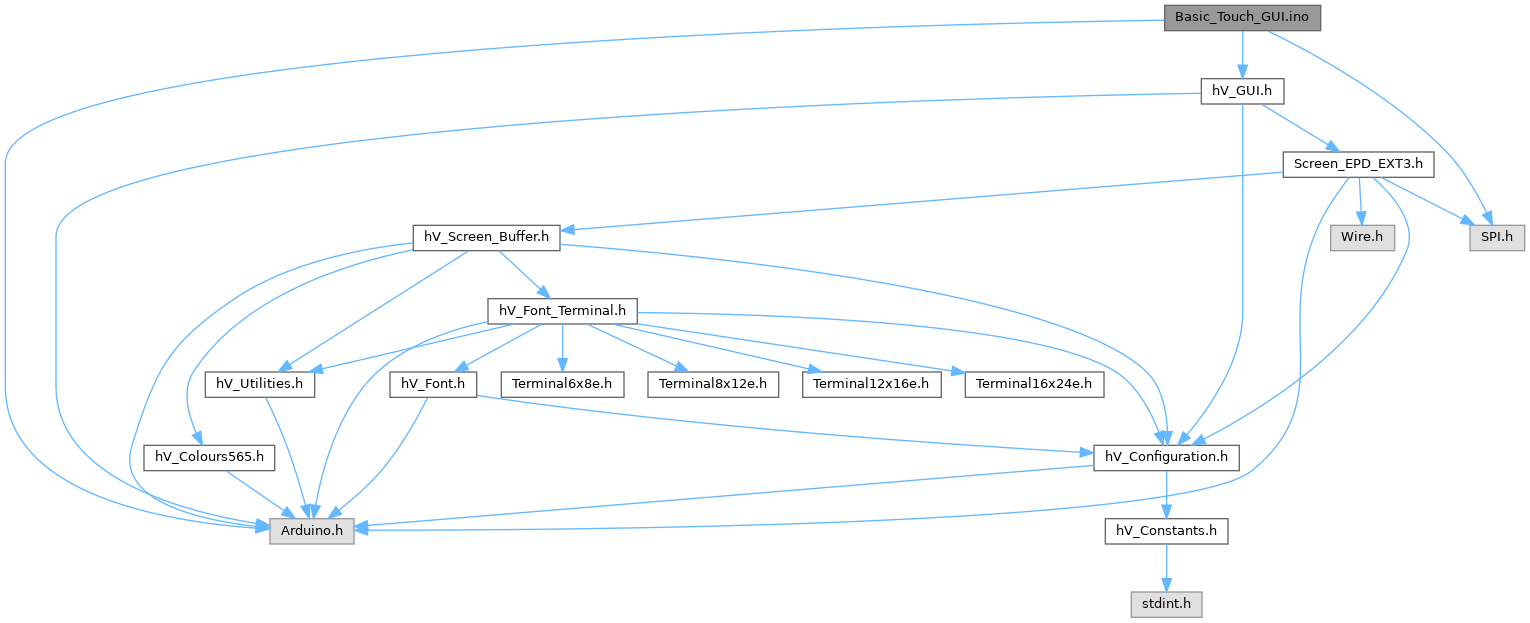 Basic_Touch_GUI.ino
hV_GUI.h
Screen_EPD_EXT3.h
hV_Screen_Buffer.h
Wire.h
SPI.h
hV_Font_Terminal.h
hV_Utilities.h
hV_Font.h
Terminal6x8e.h
Terminal8x12e.h
Terminal12x16e.h
Terminal16x24e.h
hV_Colours565.h
hV_Configuration.h
Arduino.h
hV_Constants.h
stdint.h